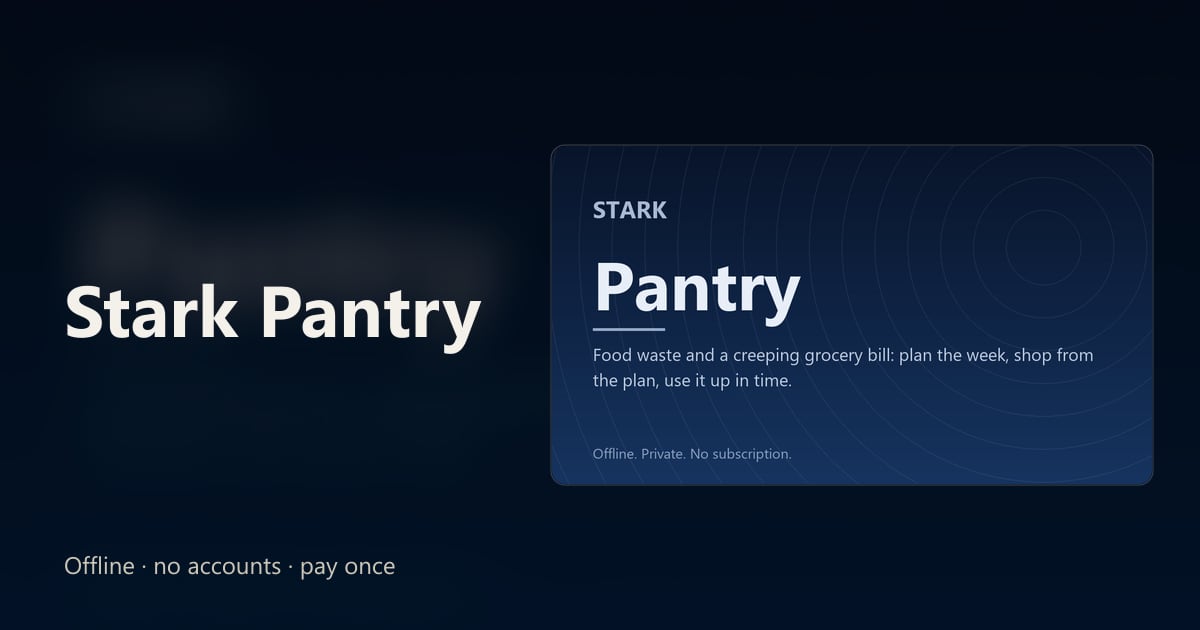 Stark Pantry
Offline · no accounts · pay once
STARK
Pantry
Food waste and a creeping grocery bill: plan the week, shop from
the plan, use it up in time.
Offline. Private. No subscription.